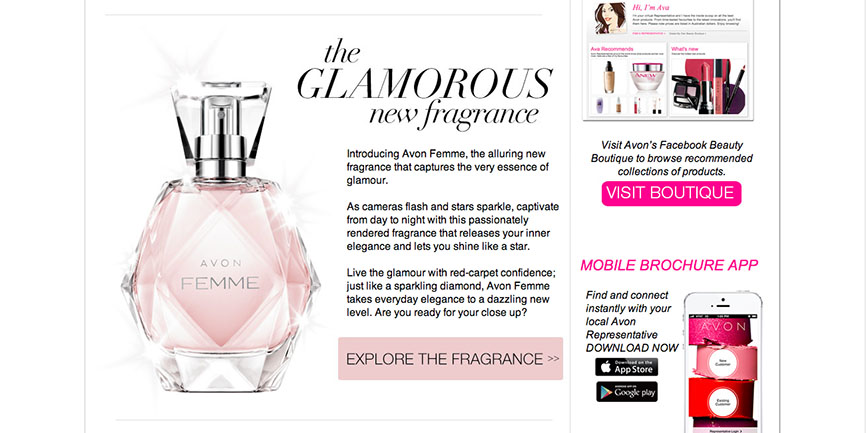 the
GLAMOROUS
new fragrance
Introducing Avon Femme, the alluring new
fragrance that captures the very essence of
glamour.
As cameras flash and stars sparkle, captivate
from day to night with this passionately
rendered fragrance that releases your inner
elegance and lets you shine like a star.
Live the glamour with red-carpet confidence;
just like a sparkling diamond, Avon Femme
takes everyday elegance to a dazzling new
level. Are you ready for your close up?
EXPLORE THE FRAGRANCE >>
AVON
FEMME
Hi, I'm Ava
Ava Recommends
What's new
ANEW
Visit Avon's Facebook Beauty
Boutique to browse recommended
collections of products.
VISIT BOUTIQUE
MOBILE BROCHURE APP
Find and connect
instantly with your
local Avon
Representative
DOWNLOAD NOW
Download on the
App Store
ANDROID APP ON
Google play
AVON
New
Customer
Existing
Customer
Representative Login >